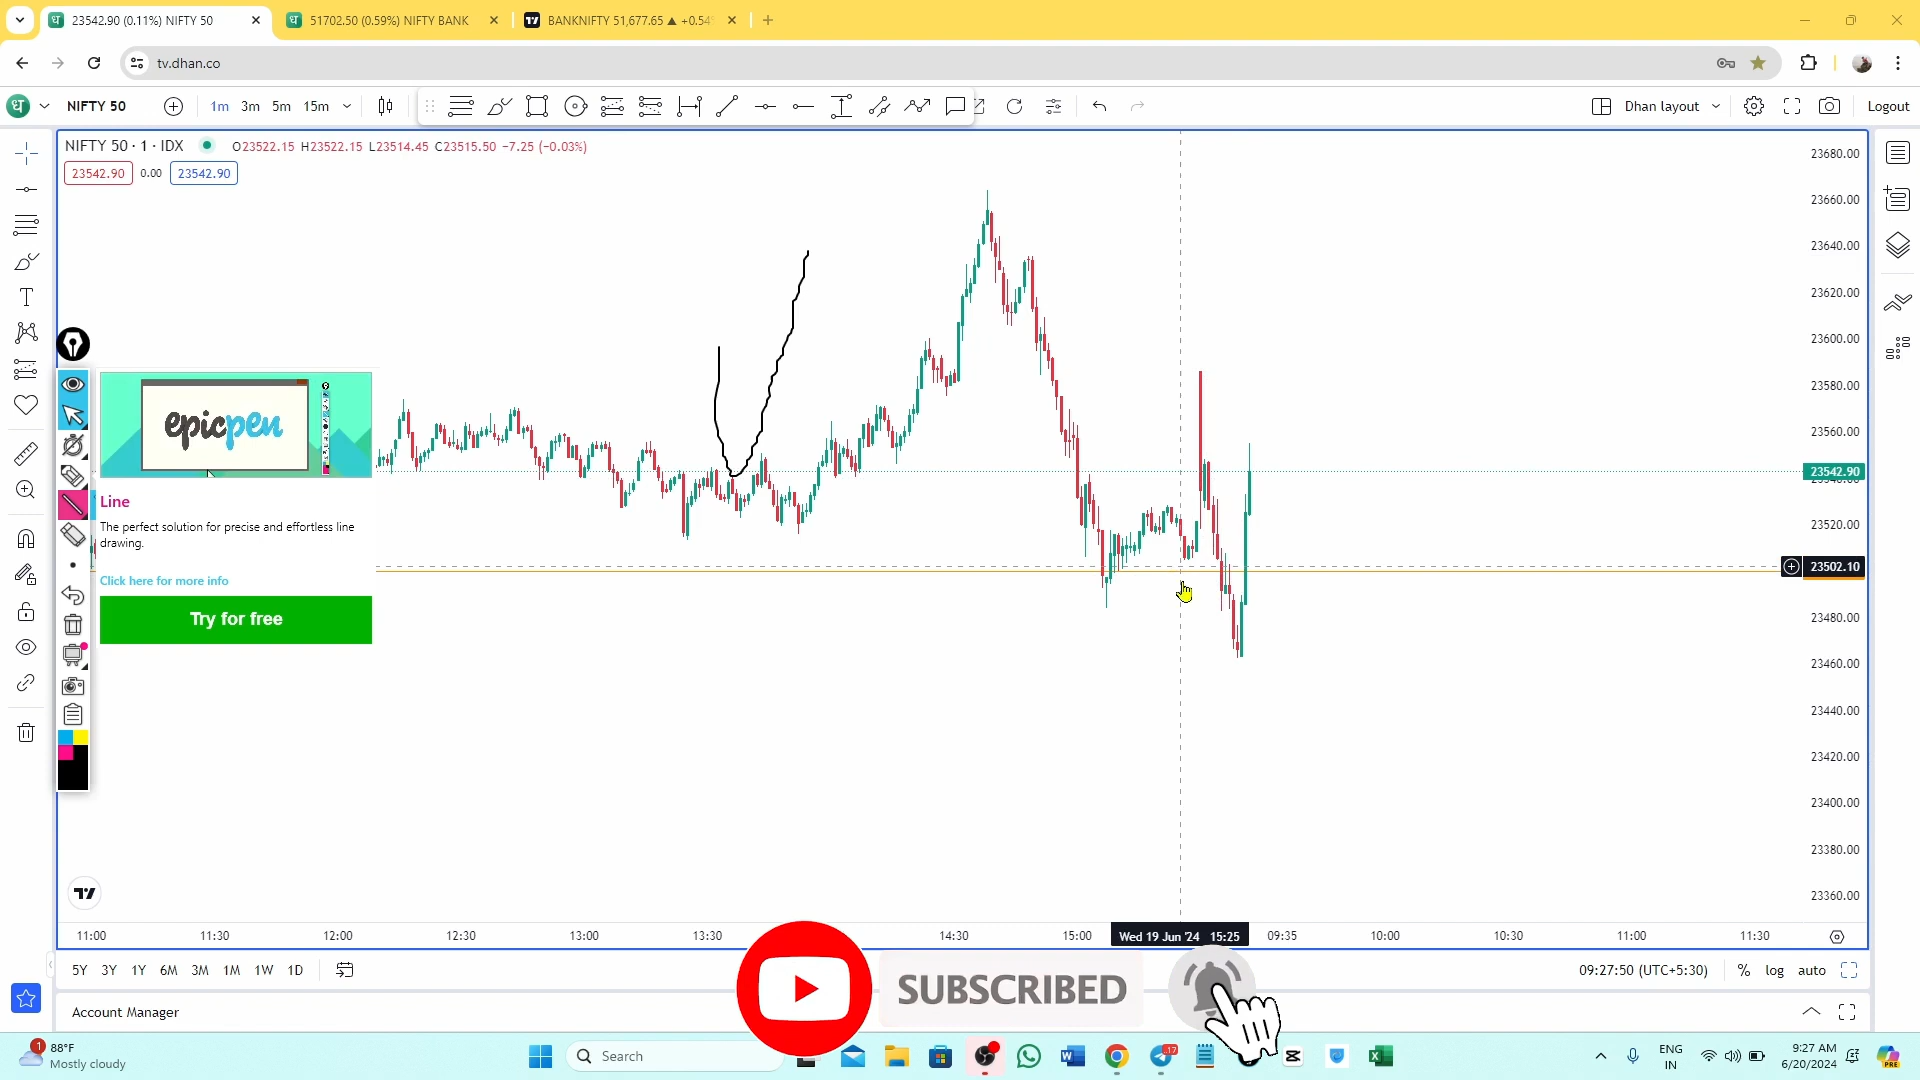 23542.90 (0.11%) NIFTY 50
51702.50 (0.59%) NIFTY BANK
BANKNIFTY 51,677.65 ▲ +0.54
tv.dhan.co
ध
NIFTY 50
1m 3m 5m 15m
Dhan layout
Logout
NIFTY 50 · 1 · IDX
O23522.15 H23522.15 L23514.45 C23515.50 −7.25 (−0.03%)
23542.90 0.00 23542.90
epicpen
Line
The perfect solution for precise and effortless line
drawing.
Click here for more info
Try for free
23680.00
23660.00
23640.00
23620.00
23600.00
23580.00
23560.00
23542.90
23540.00
23520.00
23502.10
23480.00
23460.00
23440.00
23420.00
23400.00
23380.00
23360.00
11:00 11:30 12:00 12:30 13:00 13:30 14:30 15:00 Wed 19 Jun '24 15:25 09:35 10:00 10:30 11:00 11:30
5Y 3Y 1Y 6M 3M 1M 1W 1D
09:27:50 (UTC+5:30) % log auto
SUBSCRIBED
Account Manager
1
88°F
Mostly cloudy
Search
17
ENG
IN
9:27 AM
6/20/2024
PRE